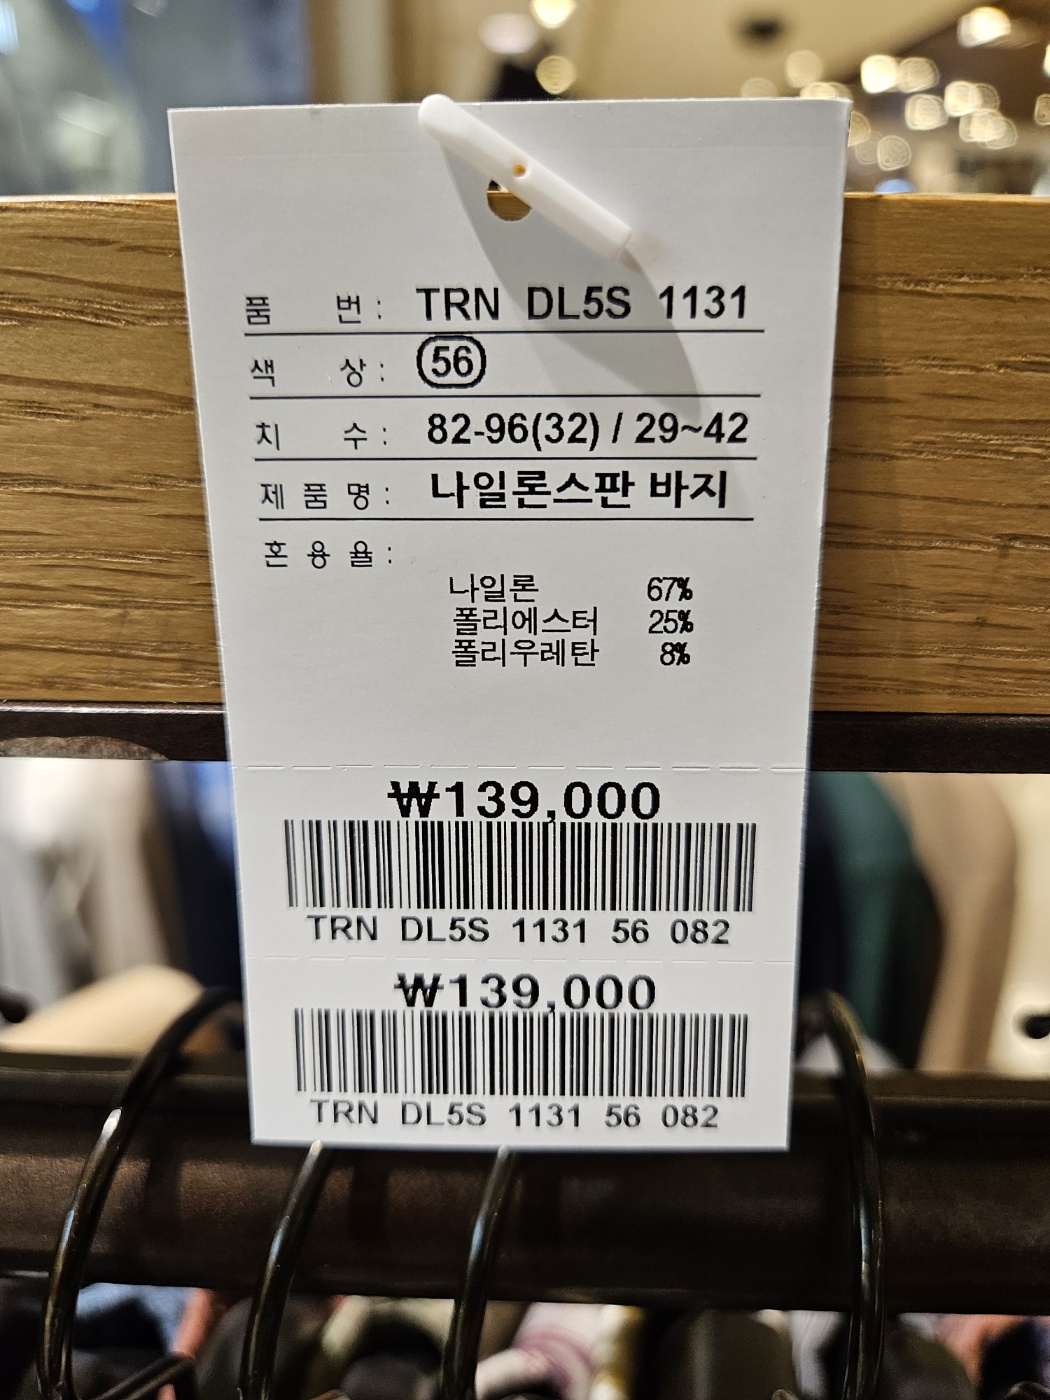 품 번 : TRN DL5S 1131
색 상 : 56
치 수 : 82-96(32) / 29~42
제 품 명 : 나일론스판 바지
혼 용 율 :
나일론 67%
폴리에스터 25%
폴리우레탄 8%
₩139,000
TRN DL5S 1131 56 082
₩139,000
TRN DL5S 1131 56 082